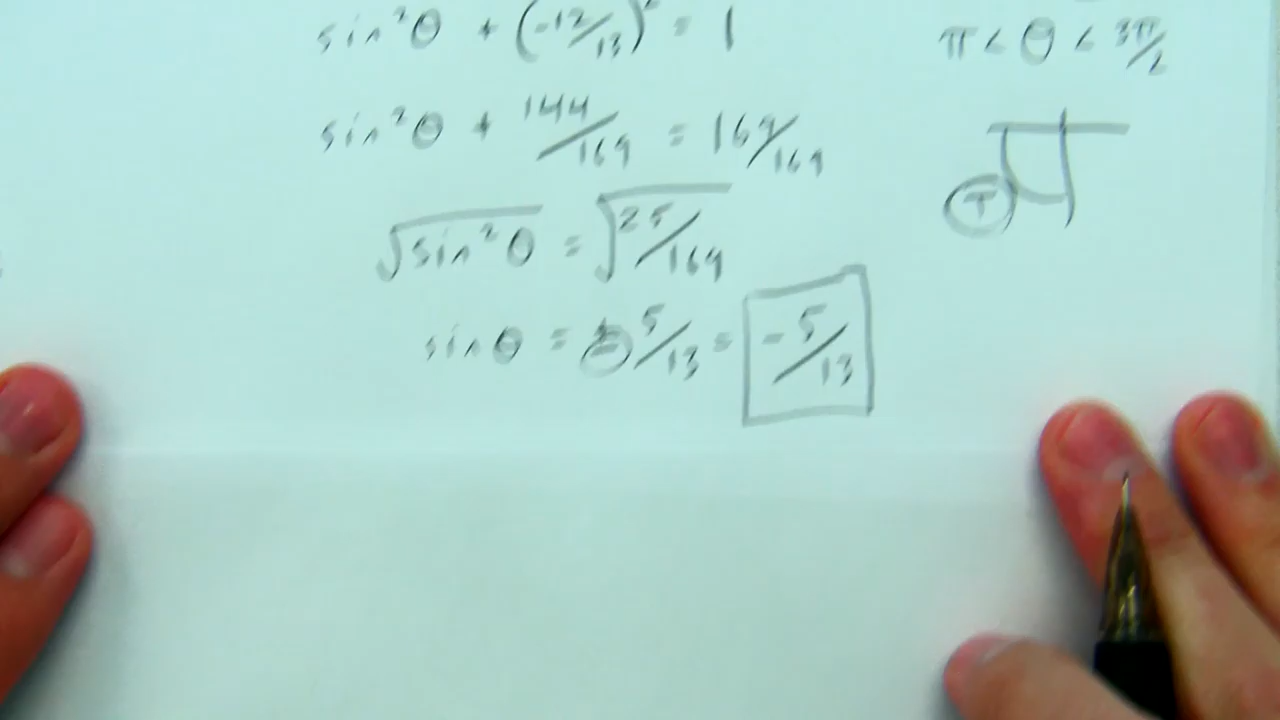 sin²θ + (-12/13)² = 1
π < θ < 3π/2
sin²θ + 144/169 = 169/169
T
√sin²θ = √25/169
sinθ = ± 5/13 = -5/13